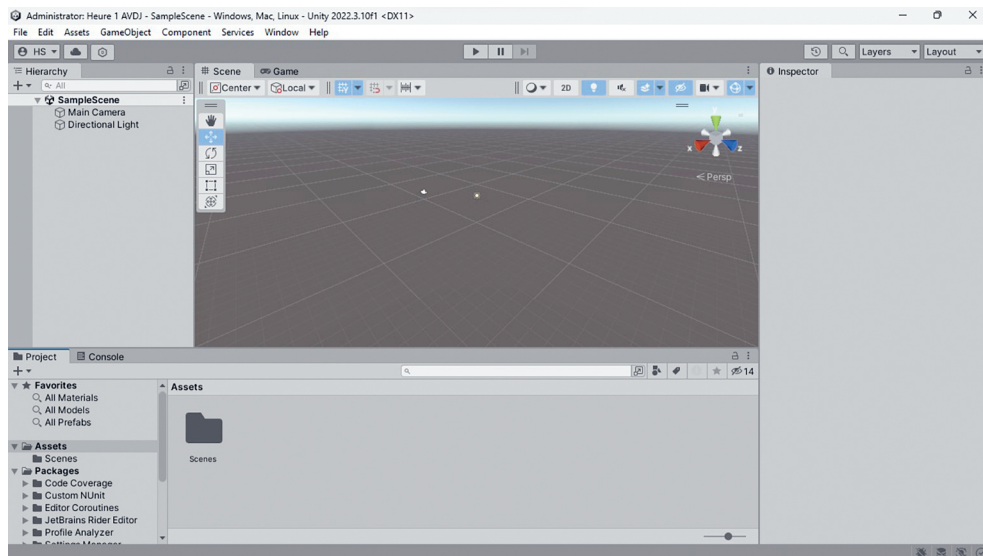 Administrator: Heure 1 AVDJ - SampleScene - Windows, Mac, Linux - Unity 2022.3.10f1 <DX11>
File Edit Assets GameObject Component Services Window Help
HS Layers Layout
Hierarchy
All
SampleScene
Main Camera
Directional Light
Scene Game
Center Local 2D
x z
Persp
Inspector
Project Console
14
Favorites
All Materials
All Models
All Prefabs
Assets
Scenes
Packages
Code Coverage
Custom NUnit
Editor Coroutines
JetBrains Rider Editor
Profile Analyzer
Settings Manager
Assets
Scenes